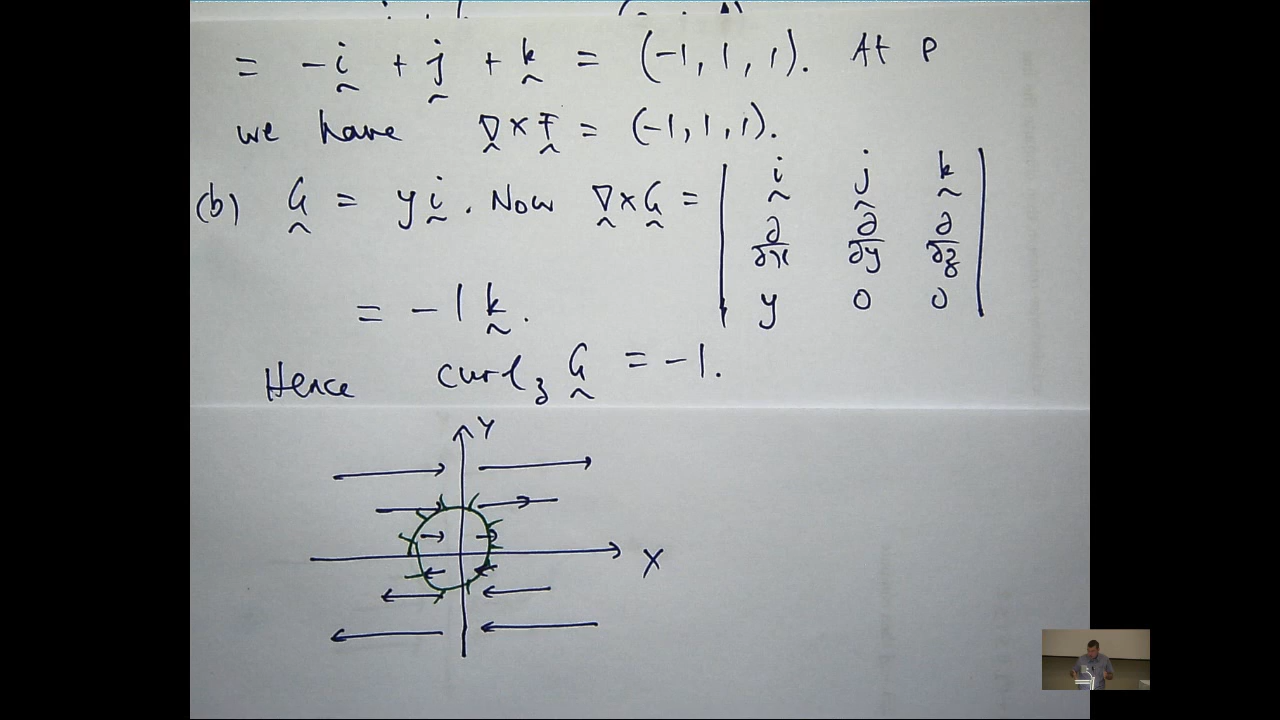 = -i + j + k = (-1, 1, 1). At P
we have ∇×F = (-1, 1, 1).
(b) G = y i. Now ∇×G = | i j k |
| ∂/∂x ∂/∂y ∂/∂z |
| y 0 0 |
= -1 k.
Hence curl_z G = -1.
Y
X